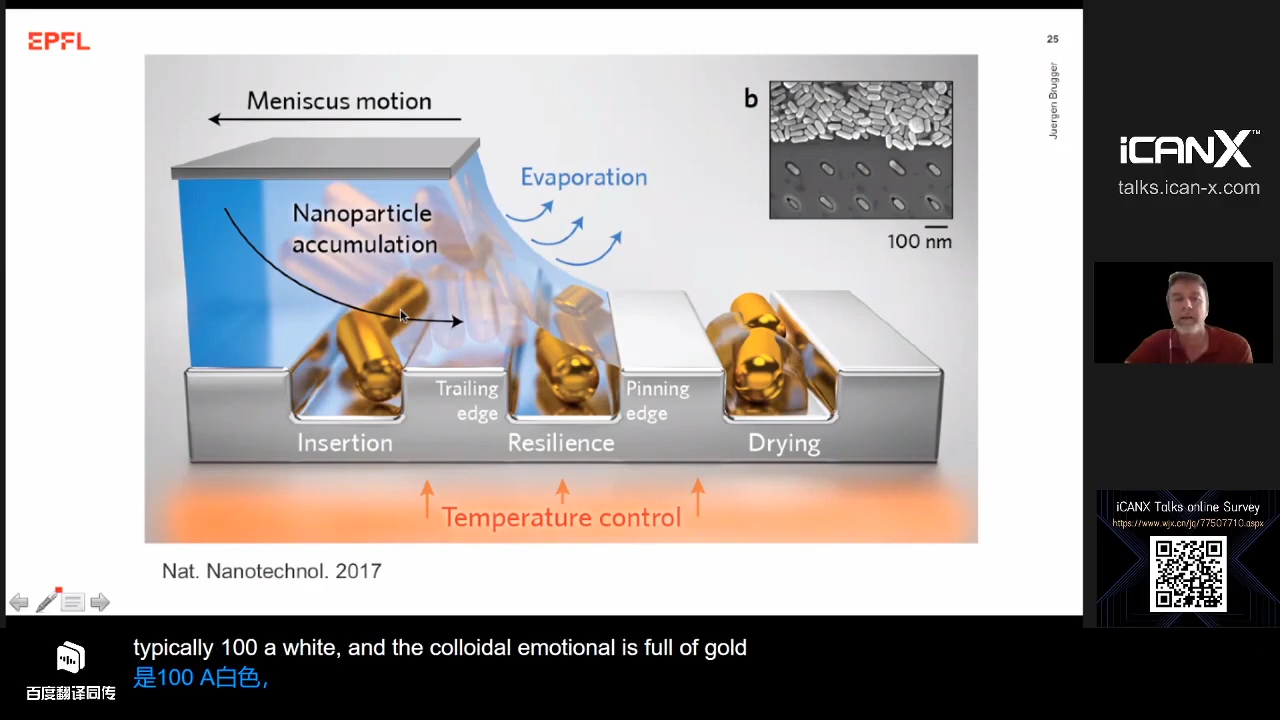 EPFL
25
Juergen Brugger
Meniscus motion
b
Evaporation
Nanoparticle
accumulation
100 nm
Trailing
edge
Pinning
edge
Insertion
Resilience
Drying
Temperature control
Nat. Nanotechnol. 2017
iCANX™
talks.ican-x.com
iCANX Talks online Survey
https://www.wjx.cn/jq/77507710.aspx
百度翻译同传
typically 100 a white, and the colloidal emotional is full of gold
是100 A白色，